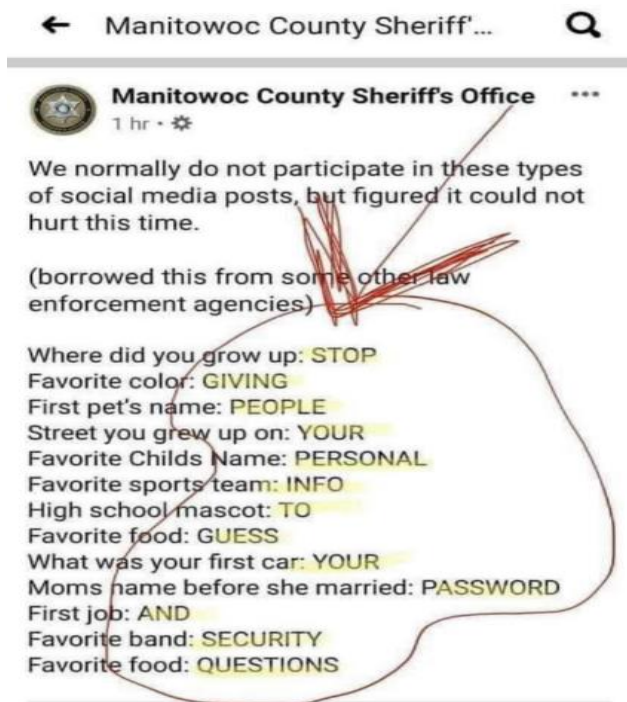 Manitowoc County Sheriff'...
Manitowoc County Sheriff's Office
1 hr ·
We normally do not participate in these types
of social media posts, but figured it could not
hurt this time.
(borrowed this from some other law
enforcement agencies)
Where did you grow up: STOP
Favorite color: GIVING
First pet's name: PEOPLE
Street you grew up on: YOUR
Favorite Childs Name: PERSONAL
Favorite sports team: INFO
High school mascot: TO
Favorite food: GUESS
What was your first car: YOUR
Moms name before she married: PASSWORD
First job: AND
Favorite band: SECURITY
Favorite food: QUESTIONS